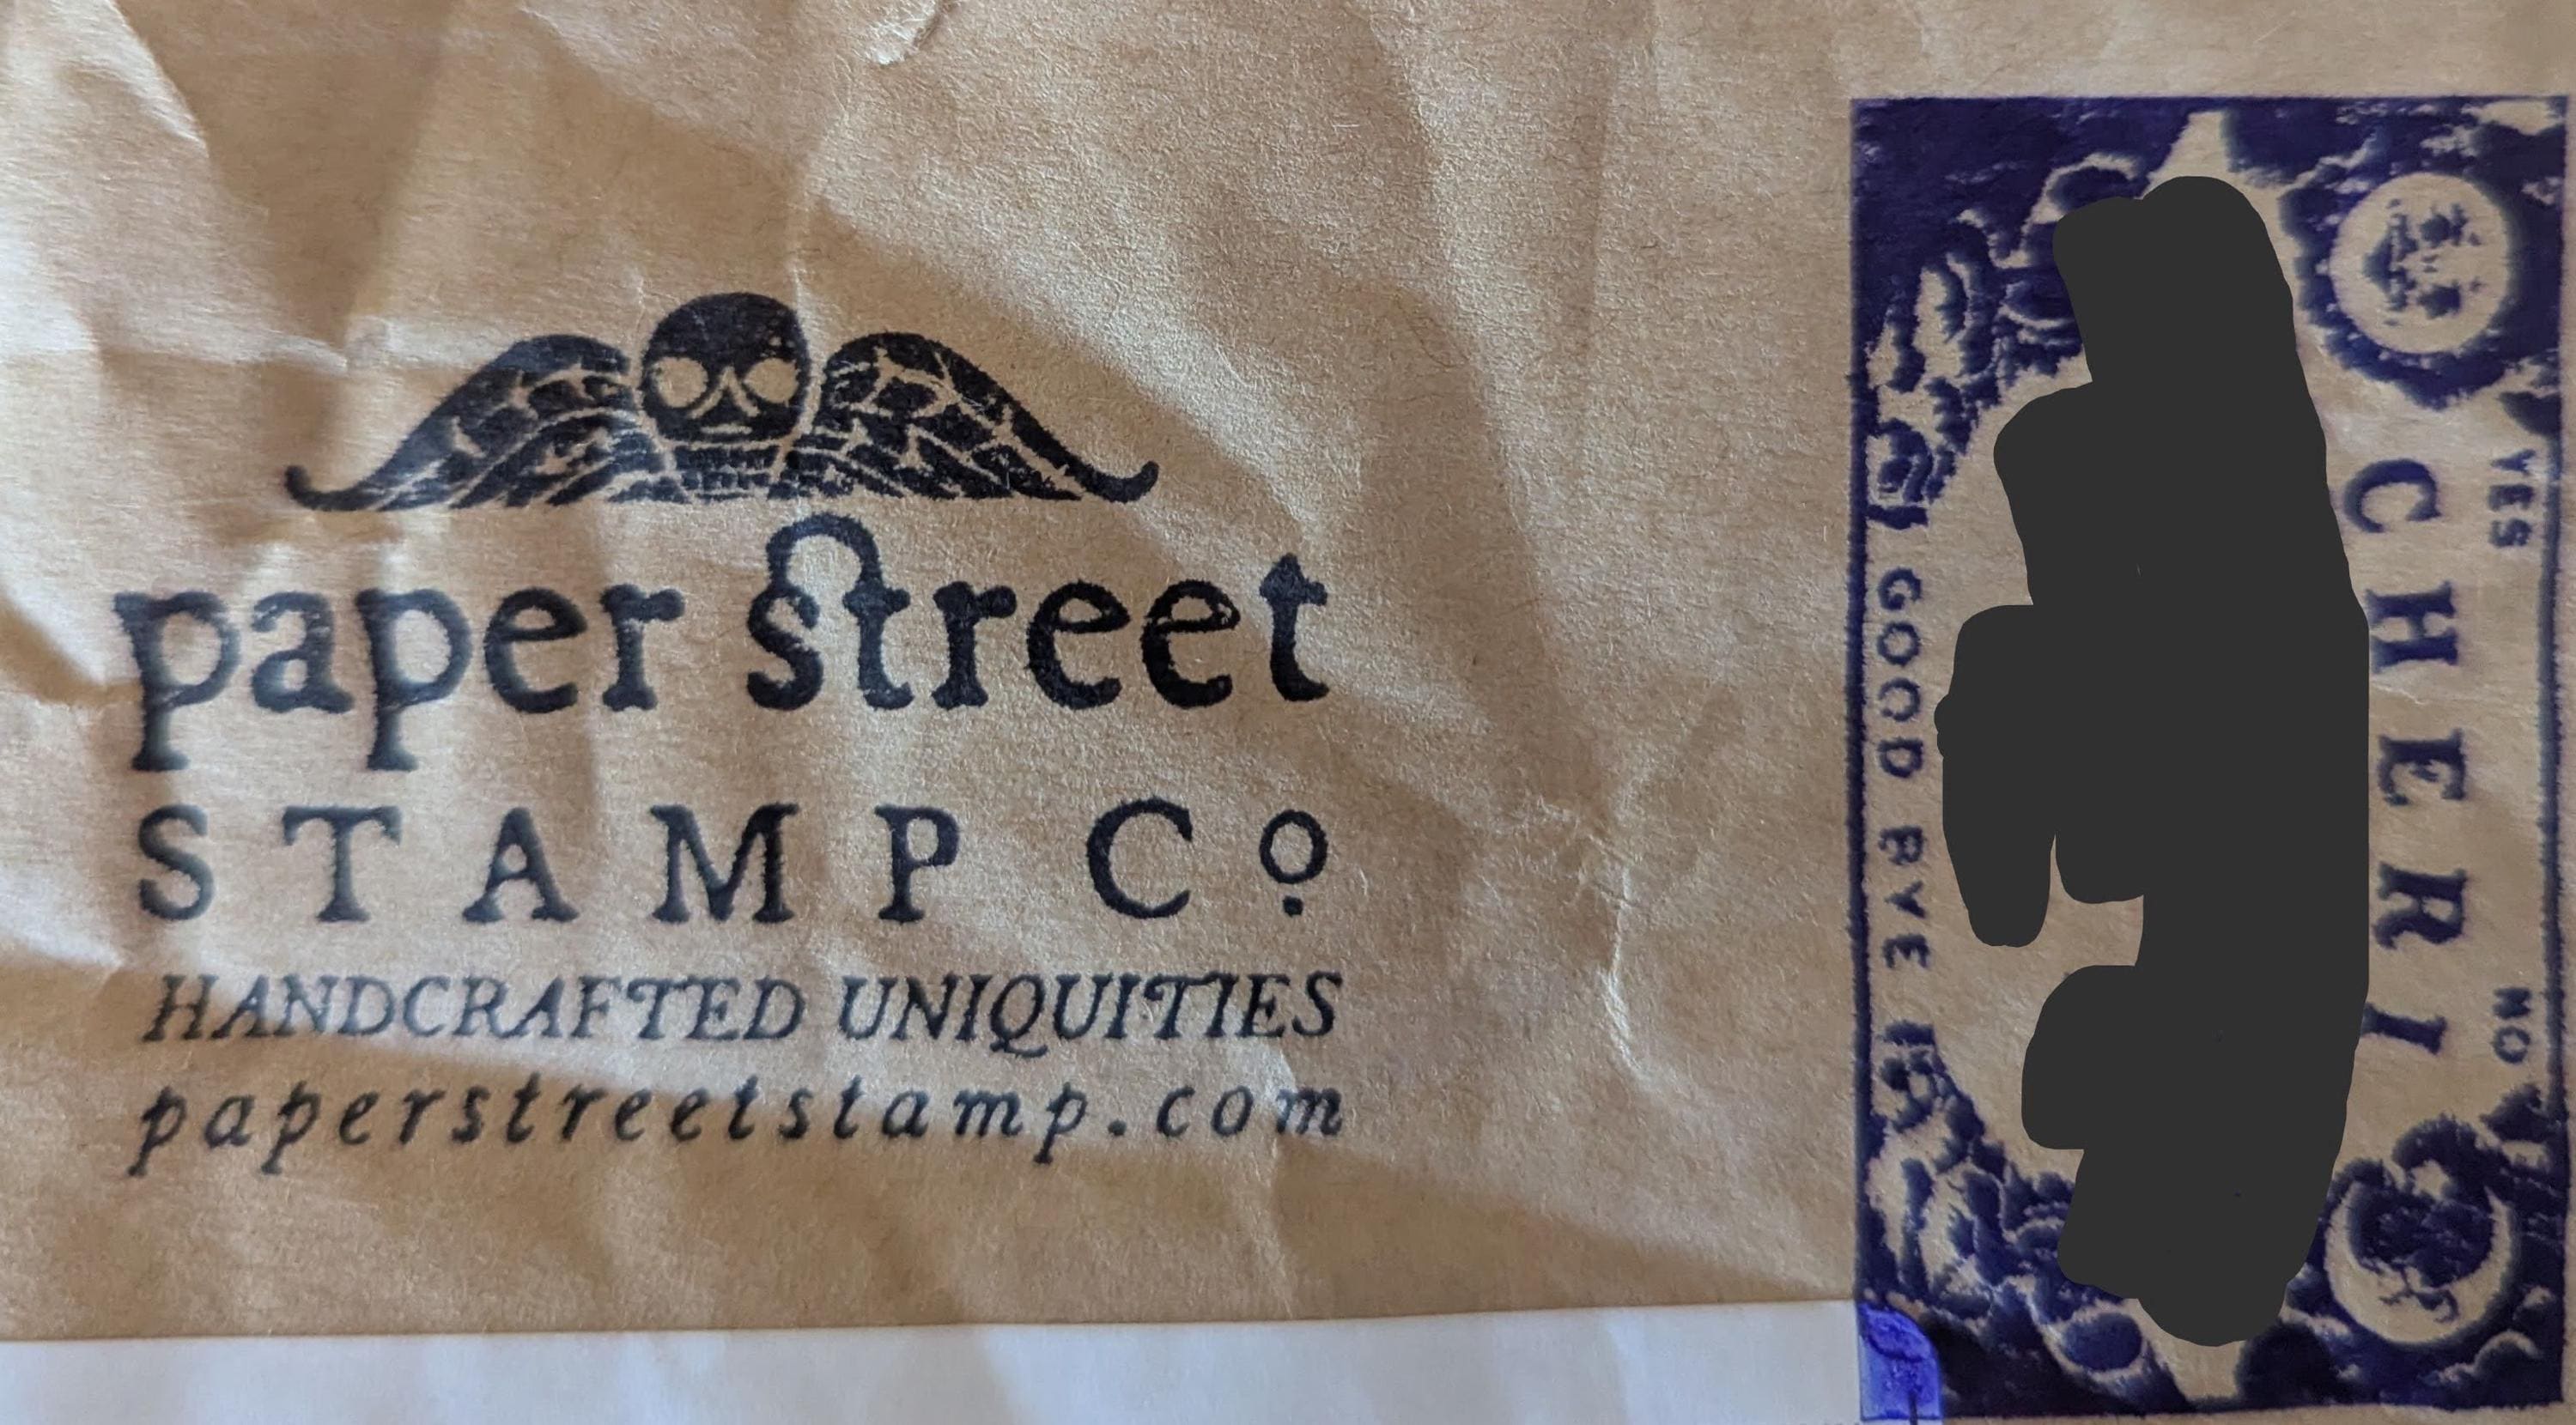 paper street
STAMP Cº
HANDCRAFTED UNIQUITIES
paperstreetstamp.com
YES NO
CHERI
GOOD BYE